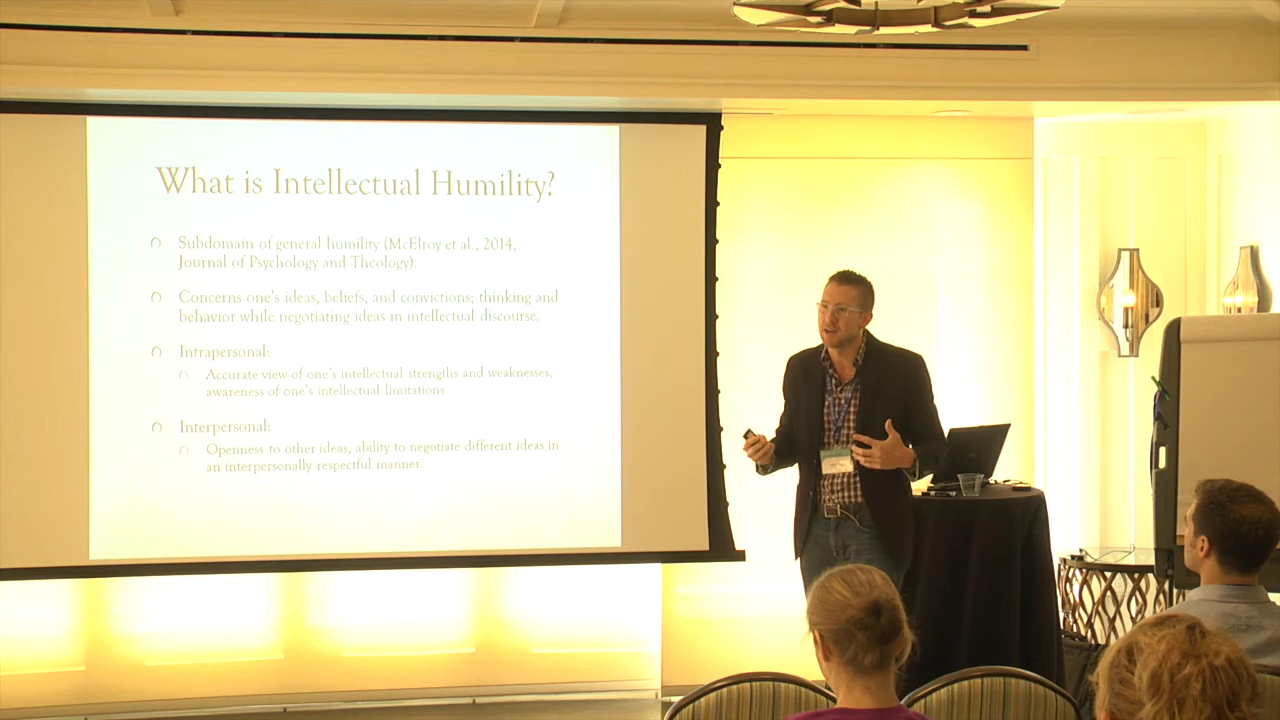 What is Intellectual Humility?
Subdomain of general humility (McElroy et al., 2014,
Journal of Psychology and Theology).
Concerns one's ideas, beliefs, and convictions; thinking and
behavior while negotiating ideas in intellectual discourse.
Intrapersonal:
Accurate view of one's intellectual strengths and weaknesses,
awareness of one's intellectual limitations
Interpersonal:
Openness to other ideas, ability to negotiate different ideas in
an interpersonally respectful manner.